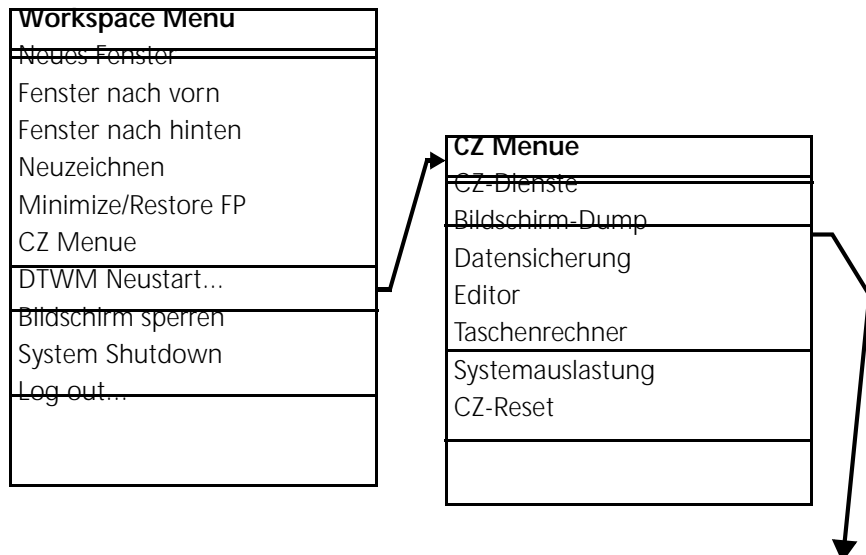 Workspace Menu
Neues Fenster
Fenster nach vorn
Fenster nach hinten
Neuzeichnen
Minimize/Restore FP
CZ Menue
DTWM Neustart...
Bildschirm sperren
System Shutdown
Log out...
CZ Menue
CZ-Dienste
Bildschirm-Dump
Datensicherung
Editor
Taschenrechner
Systemauslastung
CZ-Reset